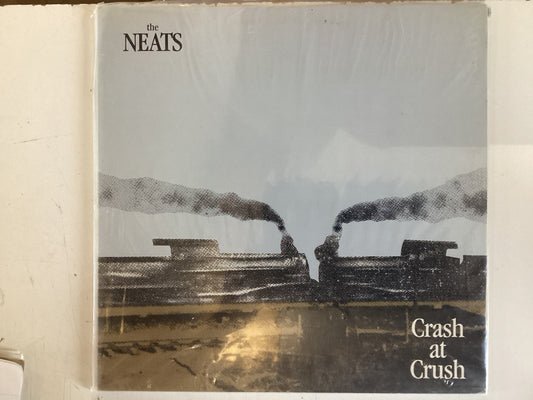 the
NEATS
Crash
at
Crush